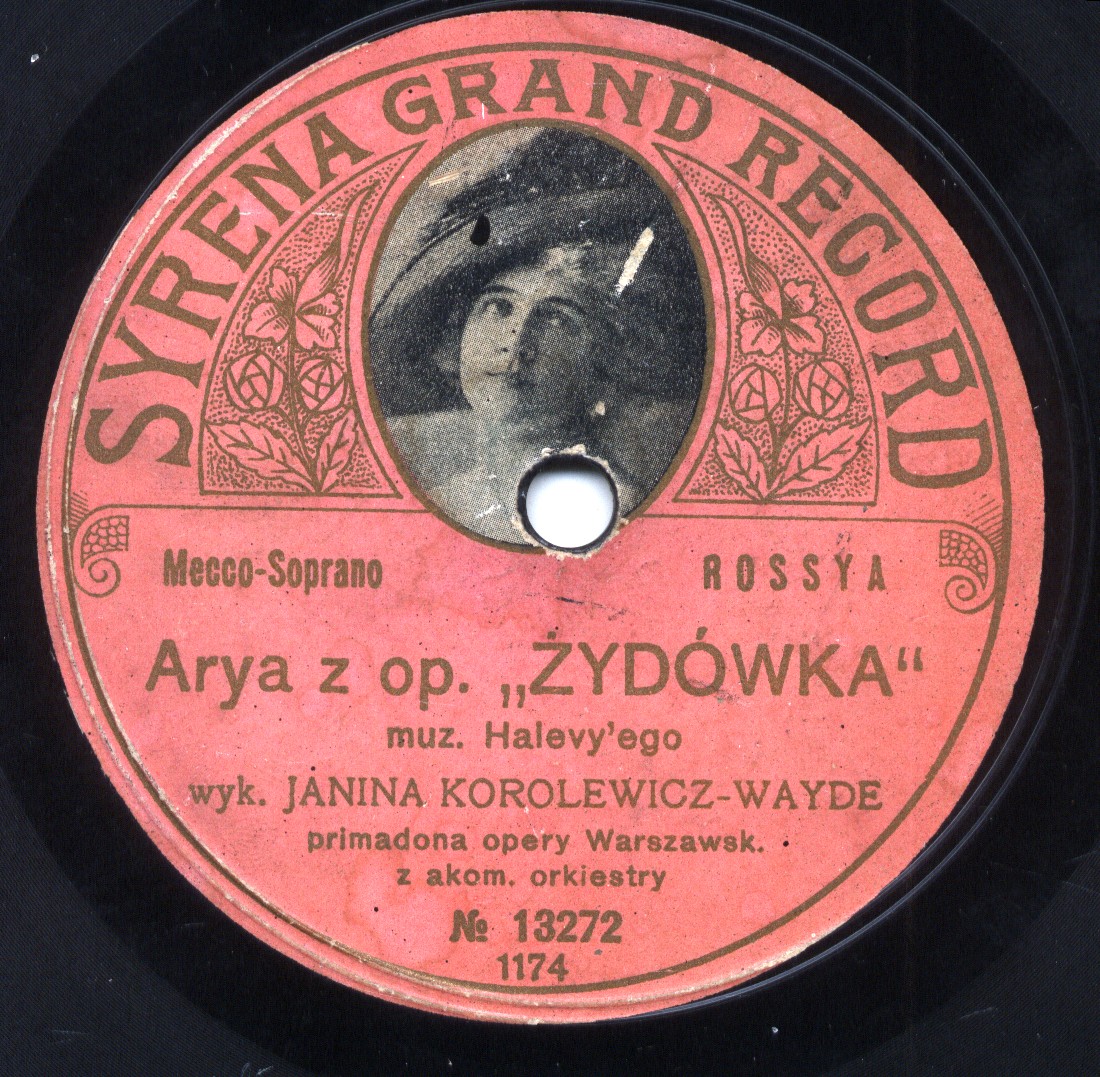 SYRENA GRAND RECORD
Mecco-Soprano ROSSYA
Arya z op. „ŻYDÓWKA“
muz. Halevy'ego
wyk. JANINA KOROLEWICZ-WAYDE
primadona opery Warszawsk.
z akom. orkiestry
№ 13272
1174